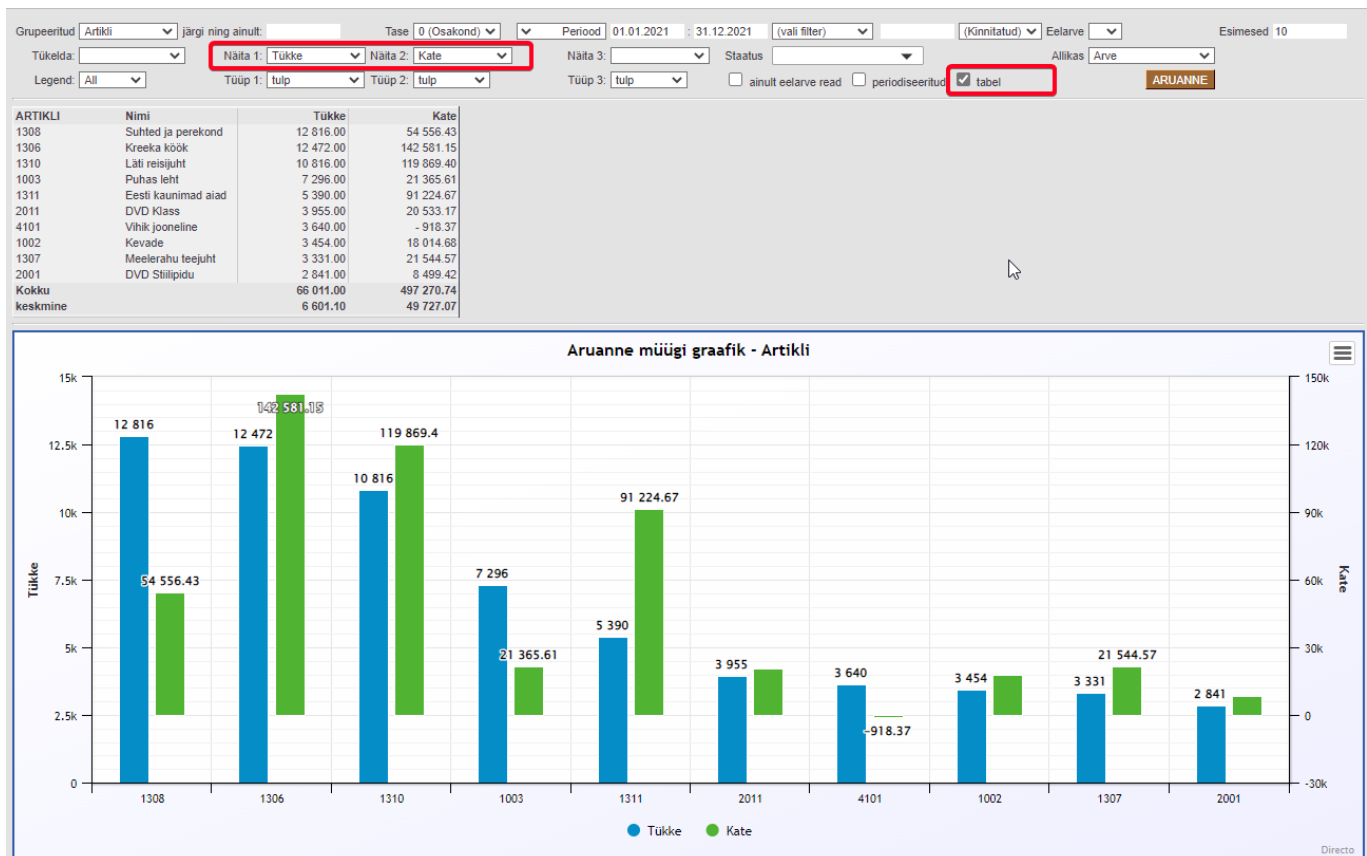 Grupeeritud Artikli järgi ning ainult: Tase 0 (Osakond) Periood 01.01.2021 : 31.12.2021 (vali filter) (Kinnitatud) Eelarve Esimesed 10
Tükelda: Näita 1: Tükke Näita 2: Kate Näita 3: Staatus Allikas Arve
Legend: All Tüüp 1: tulp Tüüp 2: tulp Tüüp 3: tulp ainult eelarve read periodiseeritud tabel ARUANNE
ARTIKLI Nimi Tükke Kate
1308 Suhted ja perekond 12 816.00 54 556.43
1306 Kreeka köök 12 472.00 142 581.15
1310 Läti reisijuht 10 816.00 119 869.40
1003 Puhas leht 7 296.00 21 365.61
1311 Eesti kaunimad aiad 5 390.00 91 224.67
2011 DVD Klass 3 955.00 20 533.17
4101 Vihik jooneline 3 640.00 - 918.37
1002 Kevade 3 454.00 18 014.68
1307 Meelerahu teejuht 3 331.00 21 544.57
2001 DVD Stiilipidu 2 841.00 8 499.42
Kokku 66 011.00 497 270.74
keskmine 6 601.10 49 727.07
Aruanne müügi graafik - Artikli
15k 150k
142 581.15
12 816 12 472 119 869.4
12.5k 120k
10 816
91 224.67
10k 90k
7 296
54 556.43
7.5k 60k
Tükke Kate
5 390
21 365.61 21 544.57
5k 3 955 3 640 3 454 3 331 30k
2 841
2.5k 0
-918.37
0 -30k
1308 1306 1310 1003 1311 2011 4101 1002 1307 2001
Tükke Kate
Directo